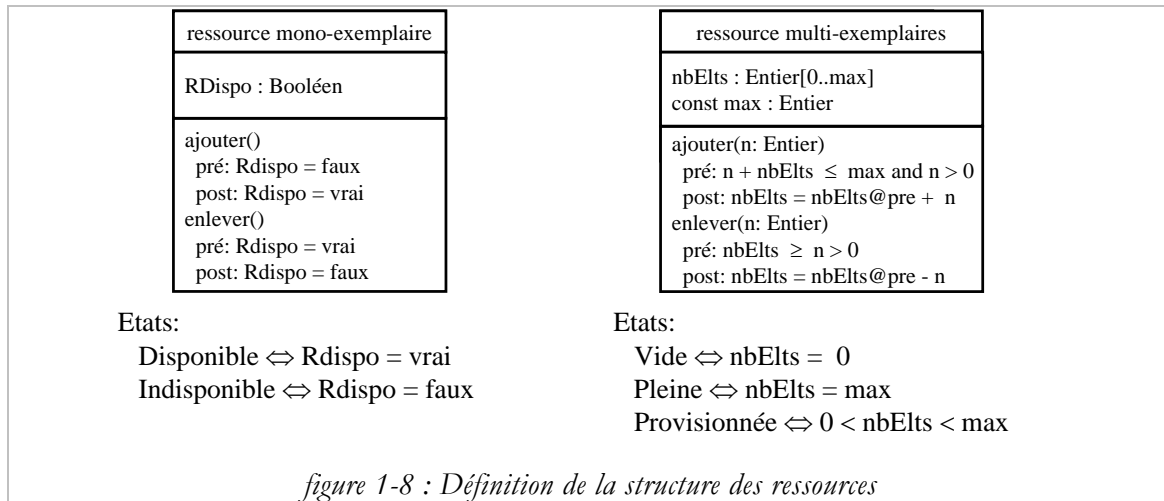 ressource mono-exemplaire
RDispo : Booléen
ajouter()
pré: Rdispo = faux
post: Rdispo = vrai
enlever()
pré: Rdispo = vrai
post: Rdispo = faux
Etats:
Disponible ⇔ Rdispo = vrai
Indisponible ⇔ Rdispo = faux
ressource multi-exemplaires
nbElts : Entier[0..max]
const max : Entier
ajouter(n: Entier)
pré: n + nbElts ≤ max and n > 0
post: nbElts = nbElts@pre + n
enlever(n: Entier)
pré: nbElts ≥ n > 0
post: nbElts = nbElts@pre - n
Etats:
Vide ⇔ nbElts = 0
Pleine ⇔ nbElts = max
Provisionnée ⇔ 0 < nbElts < max
figure 1-8 : Définition de la structure des ressources